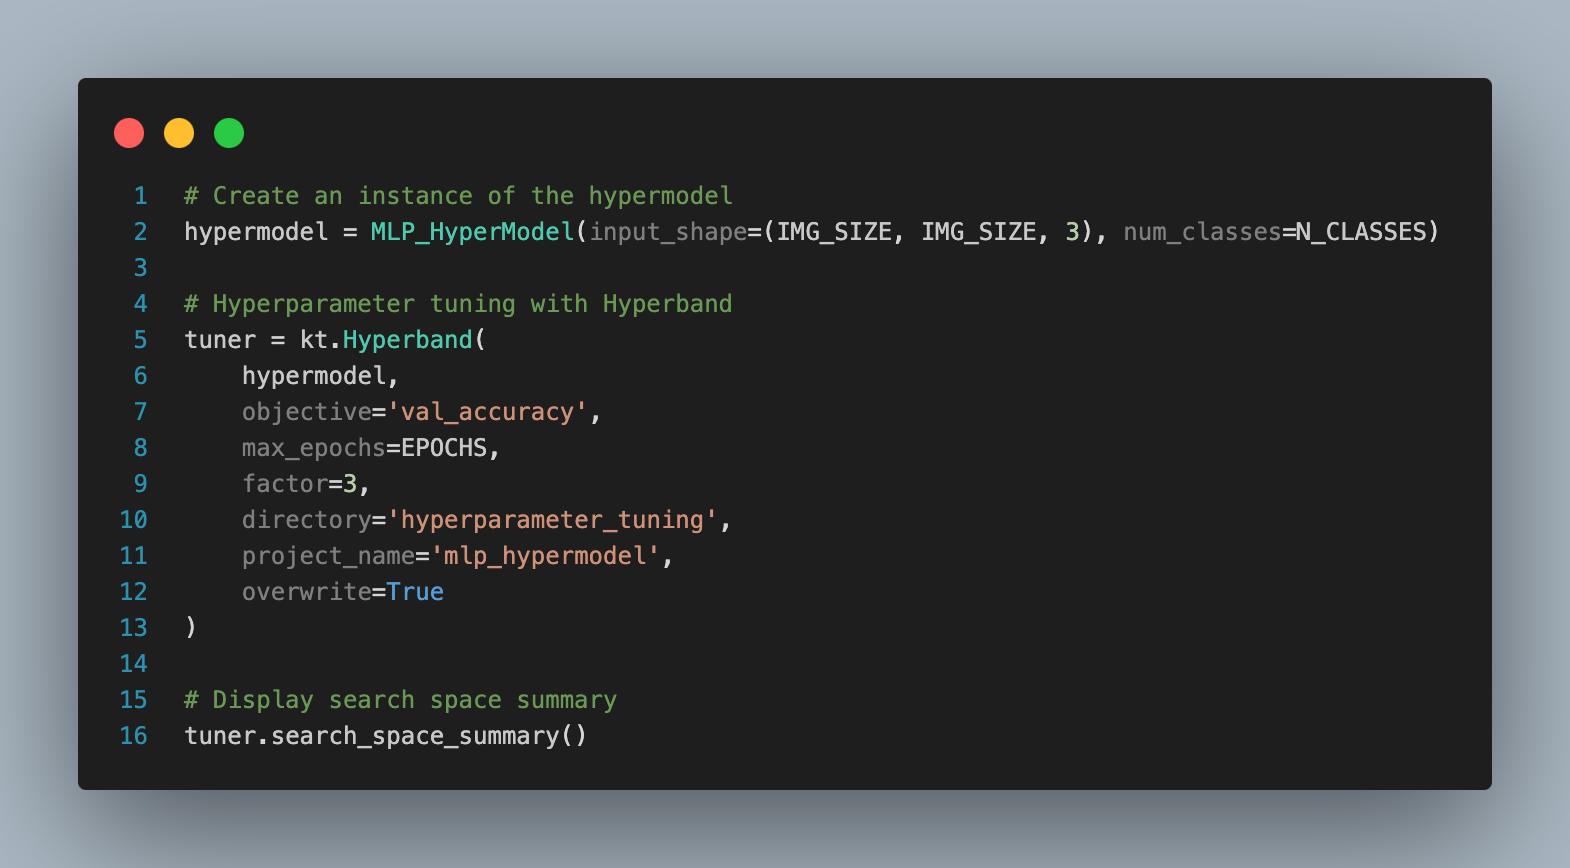 1 # Create an instance of the hypermodel
2 hypermodel = MLP_HyperModel(input_shape=(IMG_SIZE, IMG_SIZE, 3), num_classes=N_CLASSES)
3
4 # Hyperparameter tuning with Hyperband
5 tuner = kt.Hyperband(
6     hypermodel,
7     objective='val_accuracy',
8     max_epochs=EPOCHS,
9     factor=3,
10     directory='hyperparameter_tuning',
11     project_name='mlp_hypermodel',
12     overwrite=True
13 )
14
15 # Display search space summary
16 tuner.search_space_summary()